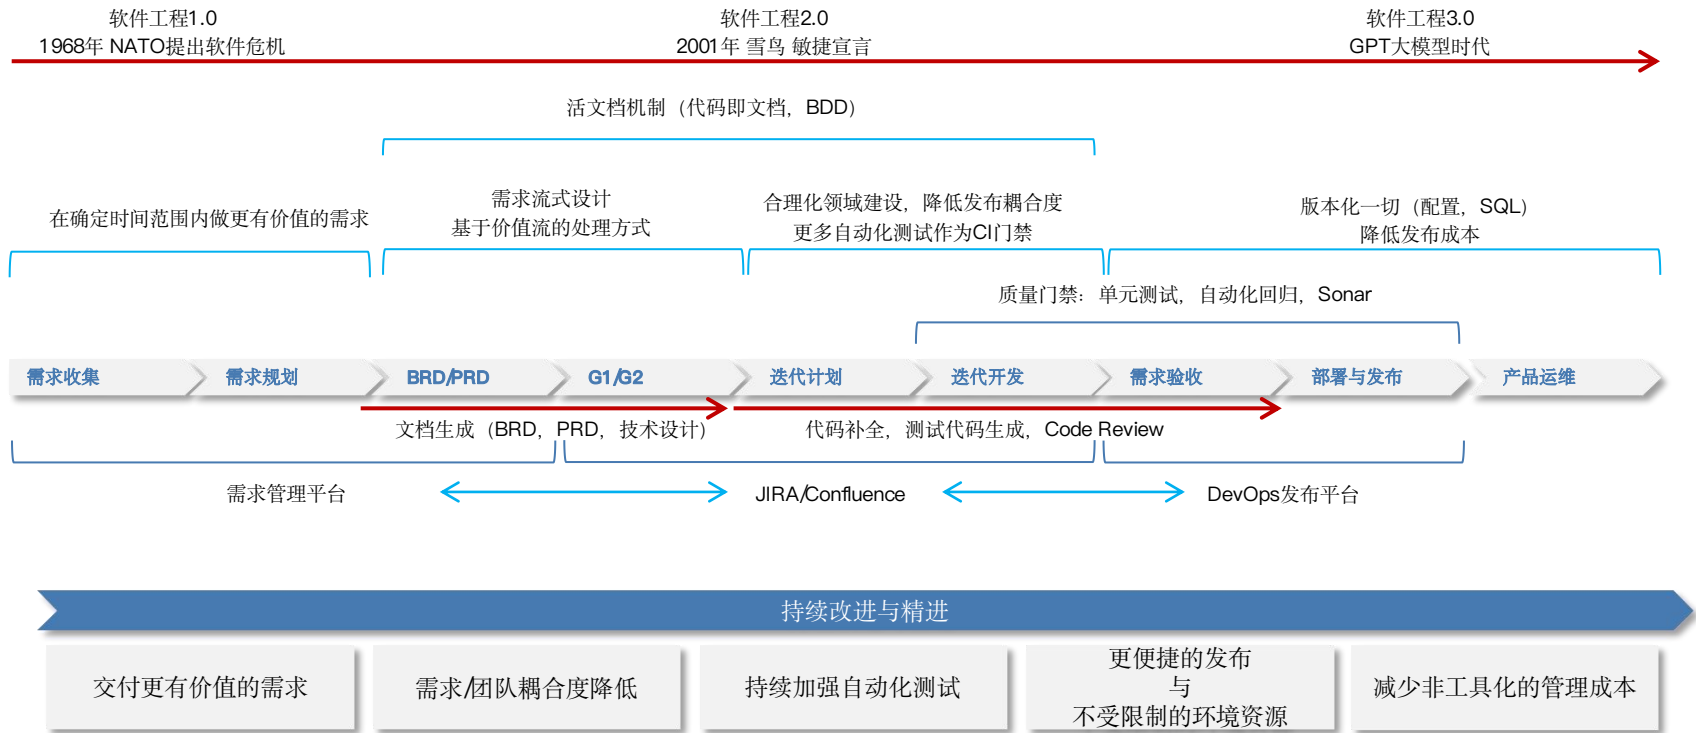 软件工程1.0
1968年 NATO提出软件危机
软件工程2.0
2001年 雪鸟 敏捷宣言
软件工程3.0
GPT大模型时代
活文档机制（代码即文档，BDD）
在确定时间范围内做更有价值的需求
需求流式设计
基于价值流的处理方式
合理化领域建设，降低发布耦合度
更多自动化测试作为CI门禁
版本化一切（配置，SQL）
降低发布成本
质量门禁：单元测试，自动化回归，Sonar
需求收集
需求规划
BRD/PRD
G1/G2
迭代计划
迭代开发
需求验收
部署与发布
产品运维
文档生成（BRD，PRD，技术设计）
代码补全，测试代码生成，Code Review
需求管理平台
JIRA/Confluence
DevOps发布平台
持续改进与精进
交付更有价值的需求
需求/团队耦合度降低
持续加强自动化测试
更便捷的发布
与
不受限制的环境资源
减少非工具化的管理成本